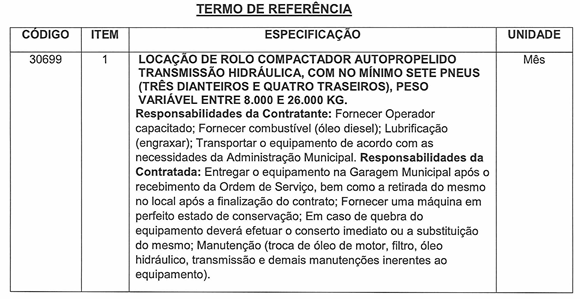 TERMO DE REFERÊNCIA
CÓDIGO ITEM ESPECIFICAÇÃO UNIDADE
30699 1 LOCAÇÃO DE ROLO COMPACTADOR AUTOPROPELIDO Mês
TRANSMISSÃO HIDRÁULICA, COM NO MÍNIMO SETE PNEUS
(TRÊS DIANTEIROS E QUATRO TRASEIROS), PESO
VARIÁVEL ENTRE 8.000 E 26.000 KG.
Responsabilidades da Contratante: Fornecer Operador
capacitado; Fornecer combustível (óleo diesel); Lubrificação
(engraxar); Transportar o equipamento de acordo com as
necessidades da Administração Municipal. Responsabilidades da
Contratada: Entregar o equipamento na Garagem Municipal após o
recebimento da Ordem de Serviço, bem como a retirada do mesmo
no local após a finalização do contrato; Fornecer uma máquina em
perfeito estado de conservação; Em caso de quebra do
equipamento deverá efetuar o conserto imediato ou a substituição
do mesmo; Manutenção (troca de óleo de motor, filtro, óleo
hidráulico, transmissão e demais manutenções inerentes ao
equipamento).